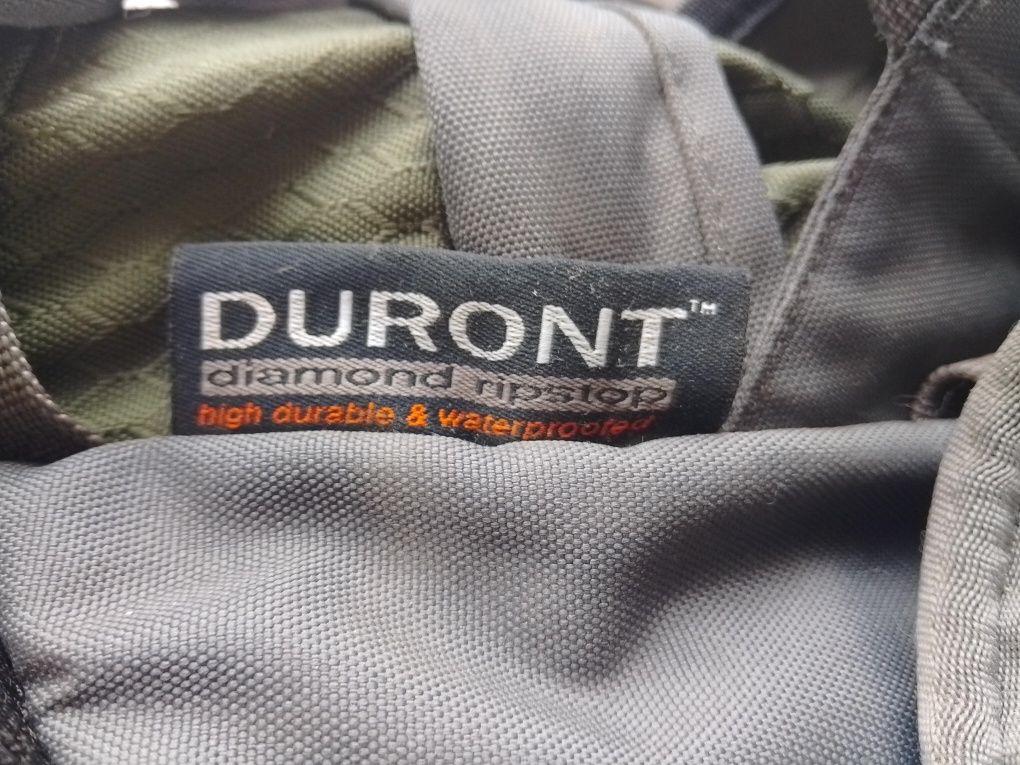 DURONT™
diamond ripstop
high durable & waterproofed